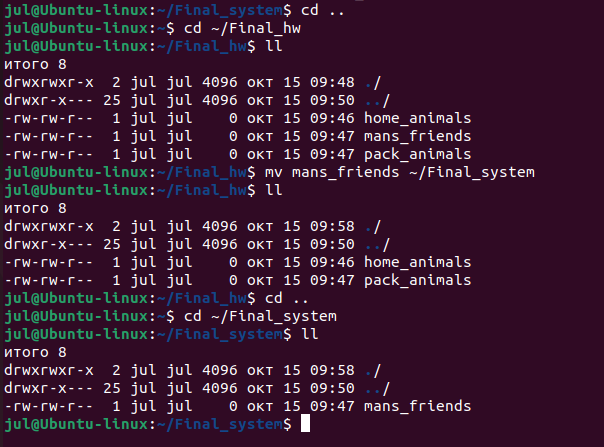 jul@Ubuntu-linux:~/Final_system$ cd ..
jul@Ubuntu-linux:~$ cd ~/Final_hw
jul@Ubuntu-linux:~/Final_hw$ ll
итого 8
drwxrwxr-x  2 jul jul 4096 окт 15 09:48 ./
drwxr-x--- 25 jul jul 4096 окт 15 09:50 ../
-rw-rw-r--  1 jul jul    0 окт 15 09:46 home_animals
-rw-rw-r--  1 jul jul    0 окт 15 09:47 mans_friends
-rw-rw-r--  1 jul jul    0 окт 15 09:47 pack_animals
jul@Ubuntu-linux:~/Final_hw$ mv mans_friends ~/Final_system
jul@Ubuntu-linux:~/Final_hw$ ll
итого 8
drwxrwxr-x  2 jul jul 4096 окт 15 09:58 ./
drwxr-x--- 25 jul jul 4096 окт 15 09:50 ../
-rw-rw-r--  1 jul jul    0 окт 15 09:46 home_animals
-rw-rw-r--  1 jul jul    0 окт 15 09:47 pack_animals
jul@Ubuntu-linux:~/Final_hw$ cd ..
jul@Ubuntu-linux:~$ cd ~/Final_system
jul@Ubuntu-linux:~/Final_system$ ll
итого 8
drwxrwxr-x  2 jul jul 4096 окт 15 09:58 ./
drwxr-x--- 25 jul jul 4096 окт 15 09:50 ../
-rw-rw-r--  1 jul jul    0 окт 15 09:47 mans_friends
jul@Ubuntu-linux:~/Final_system$